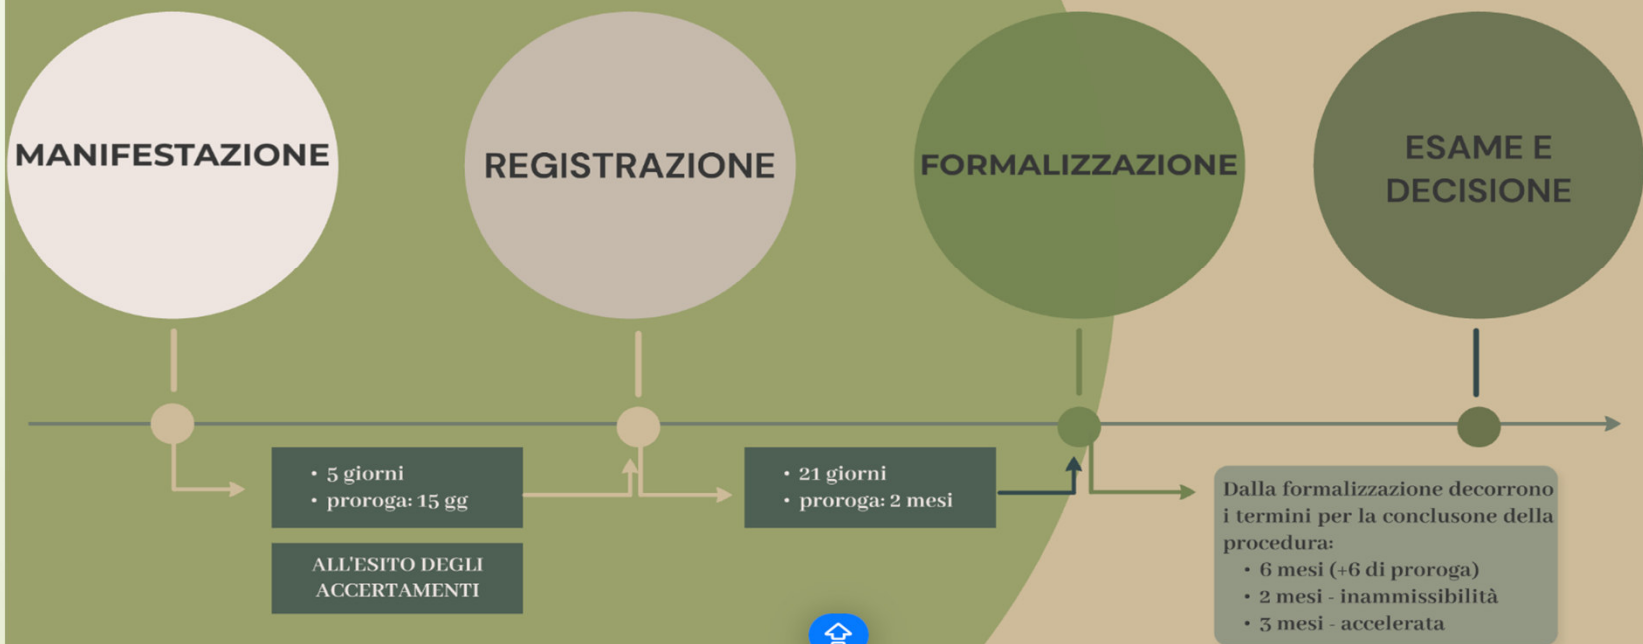 MANIFESTAZIONE
REGISTRAZIONE
FORMALIZZAZIONE
ESAME E
DECISIONE
• 5 giorni
• proroga: 15 gg
ALL'ESITO DEGLI
ACCERTAMENTI
• 21 giorni
• proroga: 2 mesi
Dalla formalizzazione decorrono
i termini per la conclusone della
procedura:
• 6 mesi (+6 di proroga)
• 2 mesi - inammissibilità
• 3 mesi - accelerata